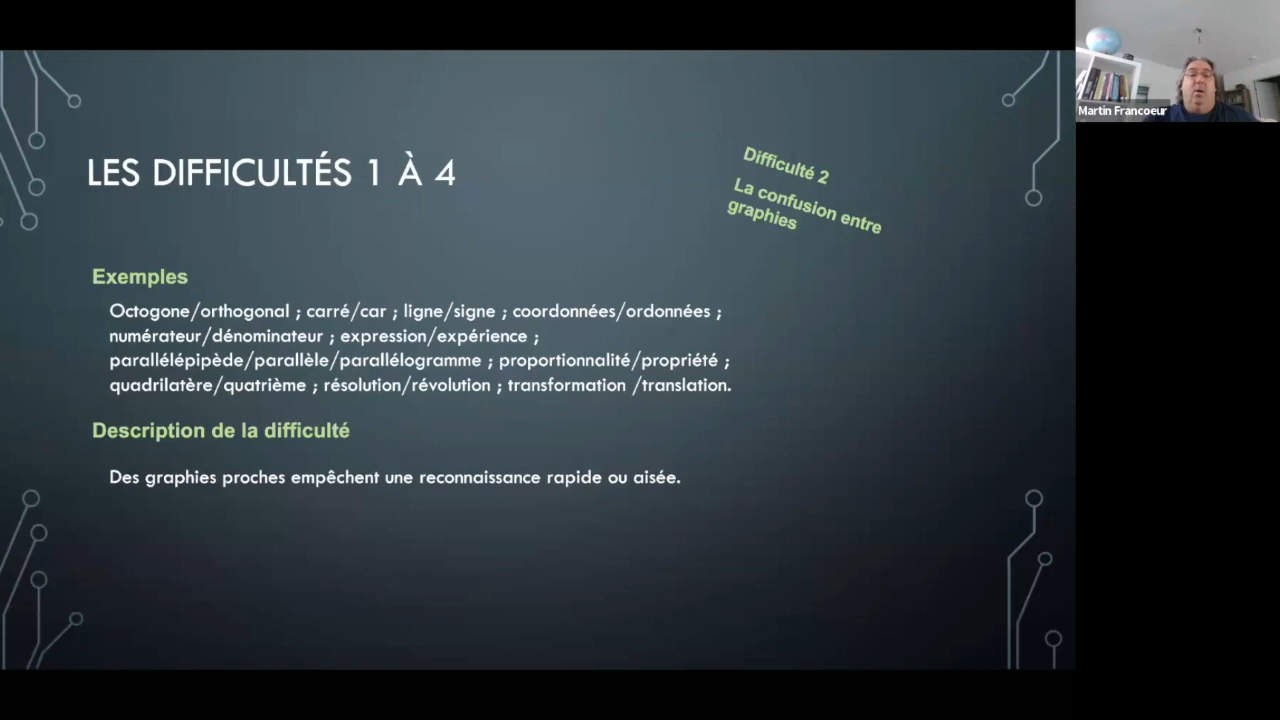 Martin Francoeur
LES DIFFICULTÉS 1 À 4
Difficulté 2
La confusion entre
graphies
Exemples
Octogone/orthogonal ; carré/car ; ligne/signe ; coordonnées/ordonnées ;
numérateur/dénominateur ; expression/expérience ;
parallélépipède/parallèle/parallélogramme ; proportionnalité/propriété ;
quadrilatère/quatrième ; résolution/révolution ; transformation /translation.
Description de la difficulté
Des graphies proches empêchent une reconnaissance rapide ou aisée.